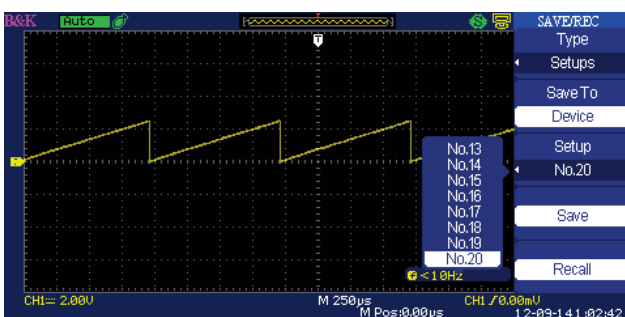 B&K Auto SAVE/REC
T
Type
Setups
Save To
Device
Setup
No.20
Save
Recall
No.13
No.14
No.15
No.16
No.17
No.18
No.19
No.20
<10Hz
CH1 2.00V M 250µs CH1 0.00mV
M Pos:0.00µs 12-09-14 1:02:42